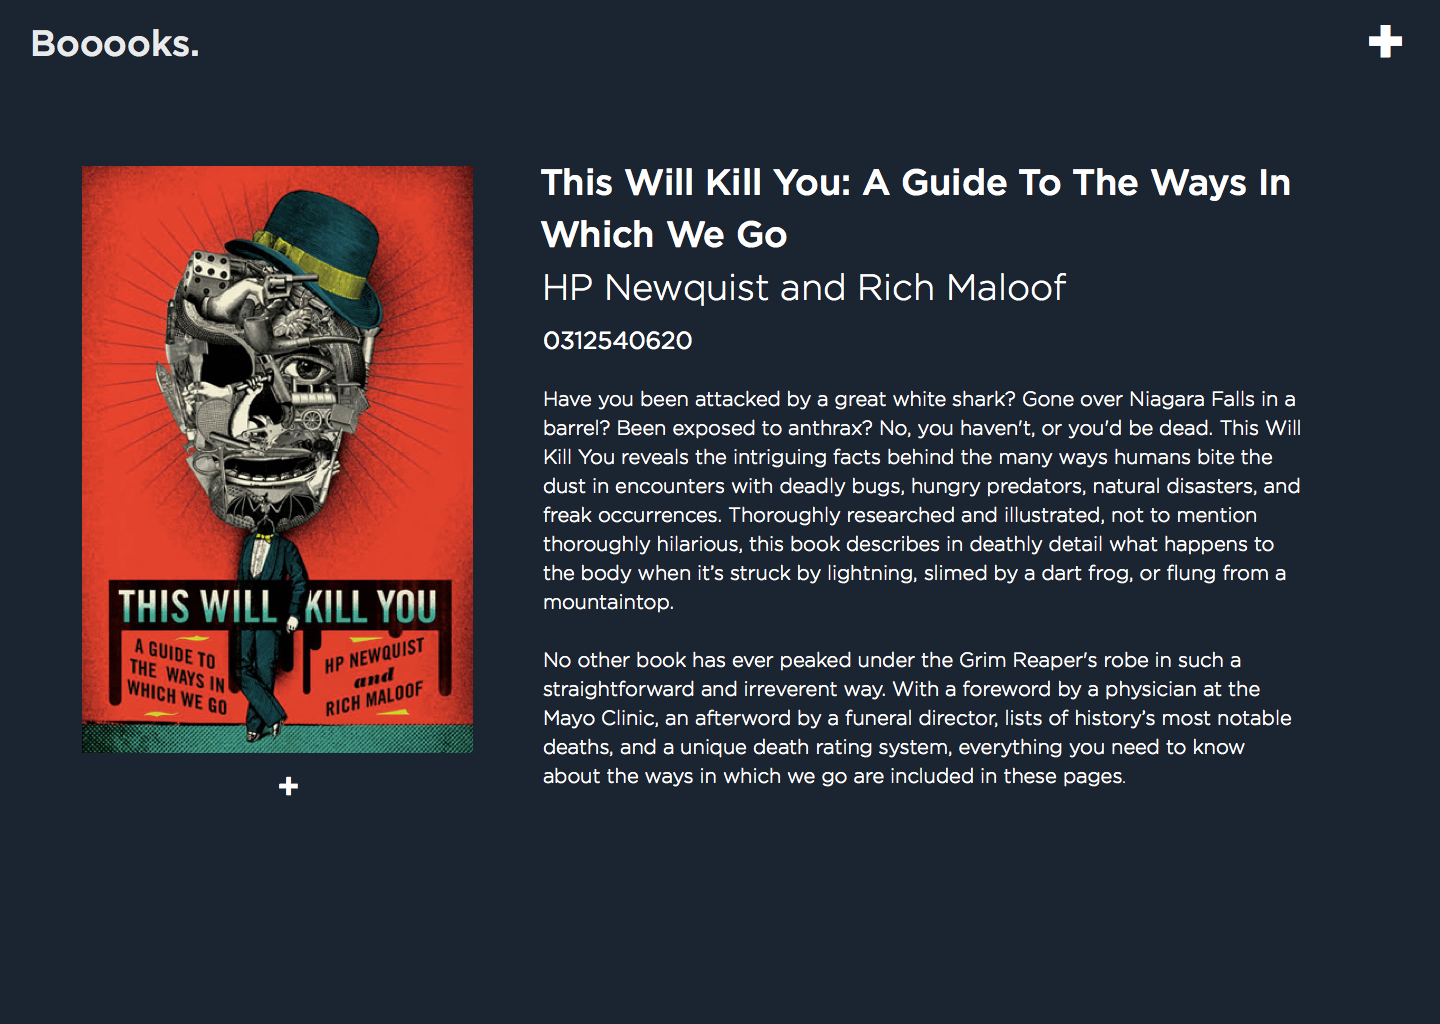 Booooks.
This Will Kill You: A Guide To The Ways In
Which We Go
HP Newquist and Rich Maloof
0312540620
Have you been attacked by a great white shark? Gone over Niagara Falls in a
barrel? Been exposed to anthrax? No, you haven't, or you'd be dead. This Will
Kill You reveals the intriguing facts behind the many ways humans bite the
dust in encounters with deadly bugs, hungry predators, natural disasters, and
freak occurrences. Thoroughly researched and illustrated, not to mention
thoroughly hilarious, this book describes in deathly detail what happens to
the body when it's struck by lightning, slimed by a dart frog, or flung from a
mountaintop.
No other book has ever peaked under the Grim Reaper's robe in such a
straightforward and irreverent way. With a foreword by a physician at the
Mayo Clinic, an afterword by a funeral director, lists of history's most notable
deaths, and a unique death rating system, everything you need to know
about the ways in which we go are included in these pages.
THIS WILL KILL YOU
A GUIDE TO
THE WAYS IN
WHICH WE GO
HP NEWQUIST
and
RICH MALOOF